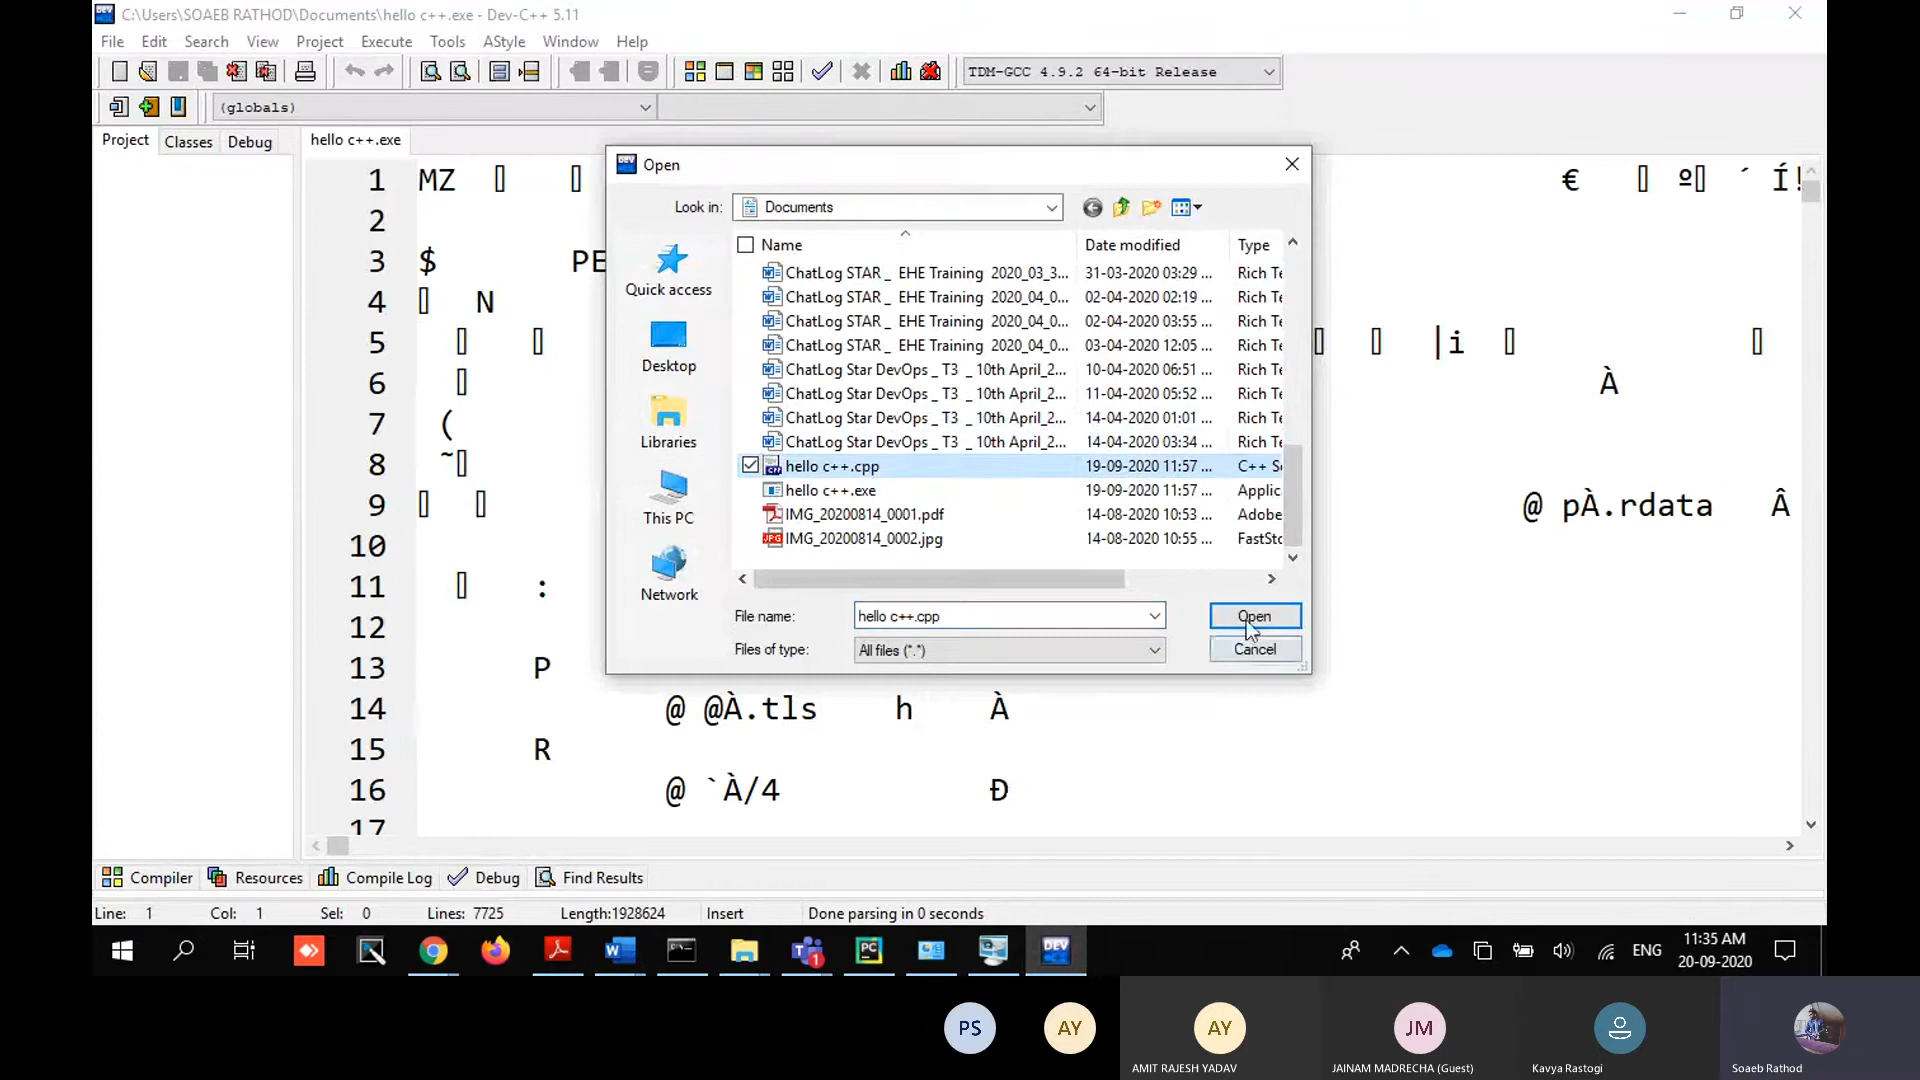 C:\Users\SOAEB RATHOD\Documents\hello c++.exe - Dev-C++ 5.11
File Edit Search View Project Execute Tools AStyle Window Help
TDM-GCC 4.9.2 64-bit Release
(globals)
Project Classes Debug hello c++.exe
1 MZ € º ´ Í!
2
3 $ PE
4 N
5 |i
6 À
7 (
8 ˜
9 @ pÀ.rdata Â
10
11 :
12
13 P
14 @ @À.tls h À
15 R
16 @ `À/4 Ð
17
Open
Look in: Documents
Quick access
Desktop
Libraries
This PC
Network
Name Date modified Type
ChatLog STAR _ EHE Training 2020_03_3... 31-03-2020 03:29 ... Rich Te
ChatLog STAR _ EHE Training 2020_04_0... 02-04-2020 02:19 ... Rich Te
ChatLog STAR _ EHE Training 2020_04_0... 02-04-2020 03:55 ... Rich Te
ChatLog STAR _ EHE Training 2020_04_0... 03-04-2020 12:05 ... Rich Te
ChatLog Star DevOps _ T3 _ 10th April_2... 10-04-2020 06:51 ... Rich Te
ChatLog Star DevOps _ T3 _ 10th April_2... 11-04-2020 05:52 ... Rich Te
ChatLog Star DevOps _ T3 _ 10th April_2... 14-04-2020 01:01 ... Rich Te
ChatLog Star DevOps _ T3 _ 10th April_2... 14-04-2020 03:34 ... Rich Te
hello c++.cpp 19-09-2020 11:57 ... C++ S
hello c++.exe 19-09-2020 11:57 ... Applic
IMG_20200814_0001.pdf 14-08-2020 10:53 ... Adobe
IMG_20200814_0002.jpg 14-08-2020 10:55 ... FastSto
File name: hello c++.cpp Open
Files of type: All files (*.*) Cancel
Compiler Resources Compile Log Debug Find Results
Line: 1 Col: 1 Sel: 0 Lines: 7725 Length:1928624 Insert Done parsing in 0 seconds
ENG 11:35 AM
20-09-2020
PS AY AY JM
AMIT RAJESH YADAV JAINAM MADRECHA (Guest) Kavya Rastogi Soaeb Rathod